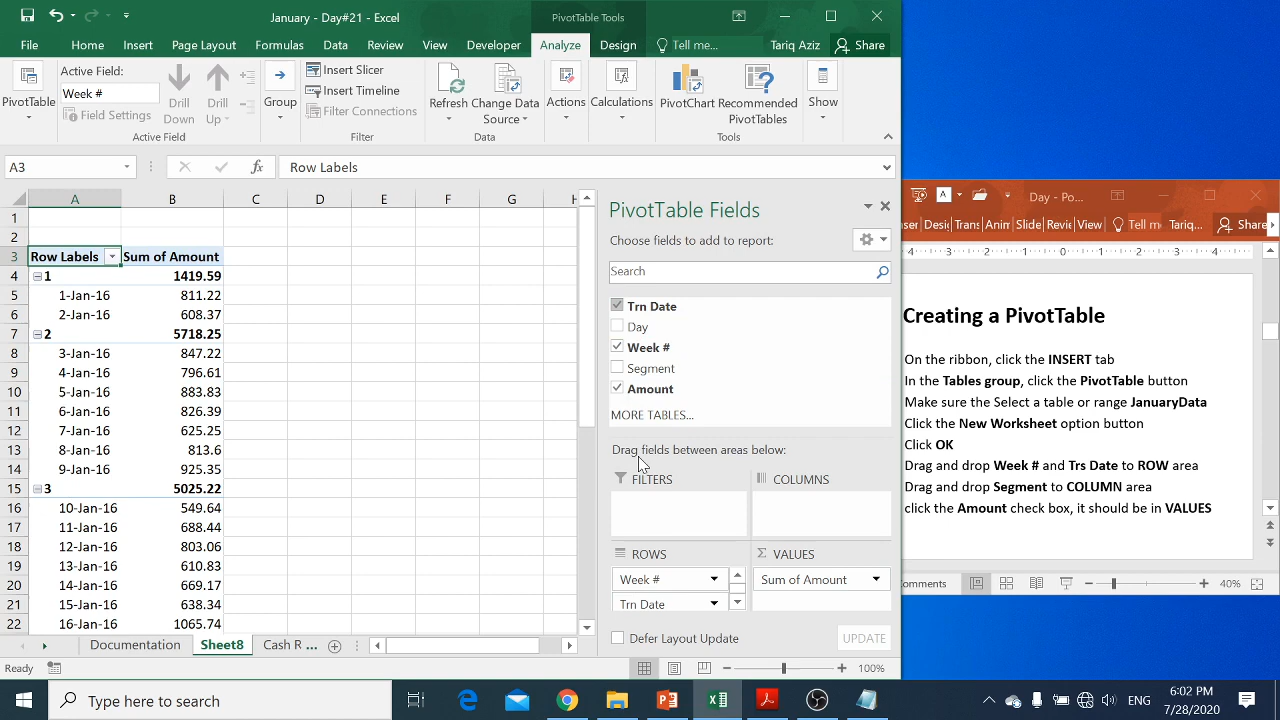 January - Day#21 - Excel
PivotTable Tools
File Home Insert Page Layout Formulas Data Review View Developer Analyze Design Tell me... Tariq Aziz Share
PivotTable
Active Field:
Week #
Field Settings
Drill Down
Drill Up
Active Field
Group
Insert Slicer
Insert Timeline
Filter Connections
Filter
Refresh
Change Data Source
Data
Actions
Calculations
PivotChart
Recommended PivotTables
Tools
Show
A3
fx
Row Labels
A B C D E F G H
1
2
3 Row Labels Sum of Amount
4 1 1419.59
5 1-Jan-16 811.22
6 2-Jan-16 608.37
7 2 5718.25
8 3-Jan-16 847.22
9 4-Jan-16 796.61
10 5-Jan-16 883.83
11 6-Jan-16 826.39
12 7-Jan-16 625.25
13 8-Jan-16 813.6
14 9-Jan-16 925.35
15 3 5025.22
16 10-Jan-16 549.64
17 11-Jan-16 688.44
18 12-Jan-16 803.06
19 13-Jan-16 610.83
20 14-Jan-16 669.17
21 15-Jan-16 638.34
22 16-Jan-16 1065.74
Documentation Sheet8 Cash R ...
Ready
100%
PivotTable Fields
Choose fields to add to report:
Search
Trn Date
Day
Week #
Segment
Amount
MORE TABLES...
Drag fields between areas below:
FILTERS
COLUMNS
ROWS
Σ VALUES
Week #
Sum of Amount
Trn Date
Defer Layout Update
UPDATE
A
Day - Po...
nser Desig Trans Anim Slide Revie View Tell me Tariq... Share
4 3 2 1 0 1 2 3 4
Creating a PivotTable
On the ribbon, click the INSERT tab
In the Tables group, click the PivotTable button
Make sure the Select a table or range JanuaryData
Click the New Worksheet option button
Click OK
Drag and drop Week # and Trs Date to ROW area
Drag and drop Segment to COLUMN area
click the Amount check box, it should be in VALUES
omments
40%
Type here to search
ENG
6:02 PM
7/28/2020